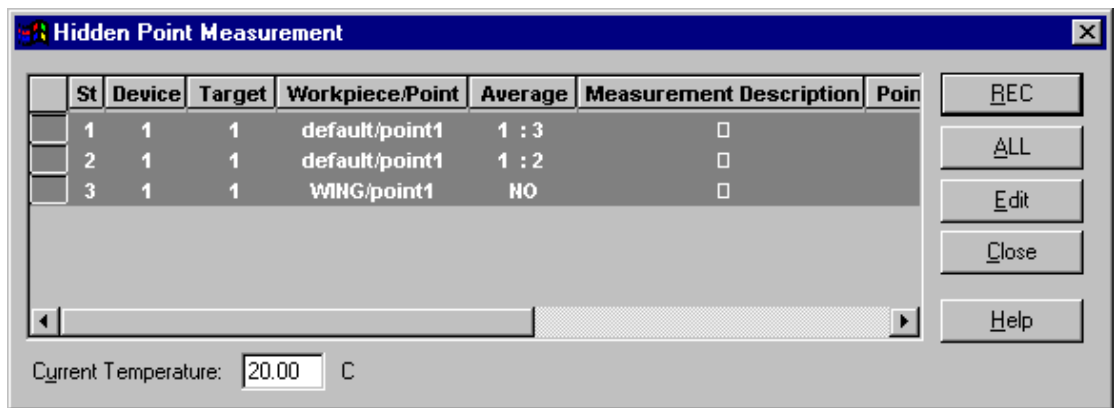 Hidden Point Measurement
St Device Target Workpiece/Point Average Measurement Description Poin
1 1 1 default/point1 1 : 3
2 1 1 default/point1 1 : 2
3 1 1 WING/point1 NO
REC
ALL
Edit
Close
Help
Current Temperature: 20.00 C